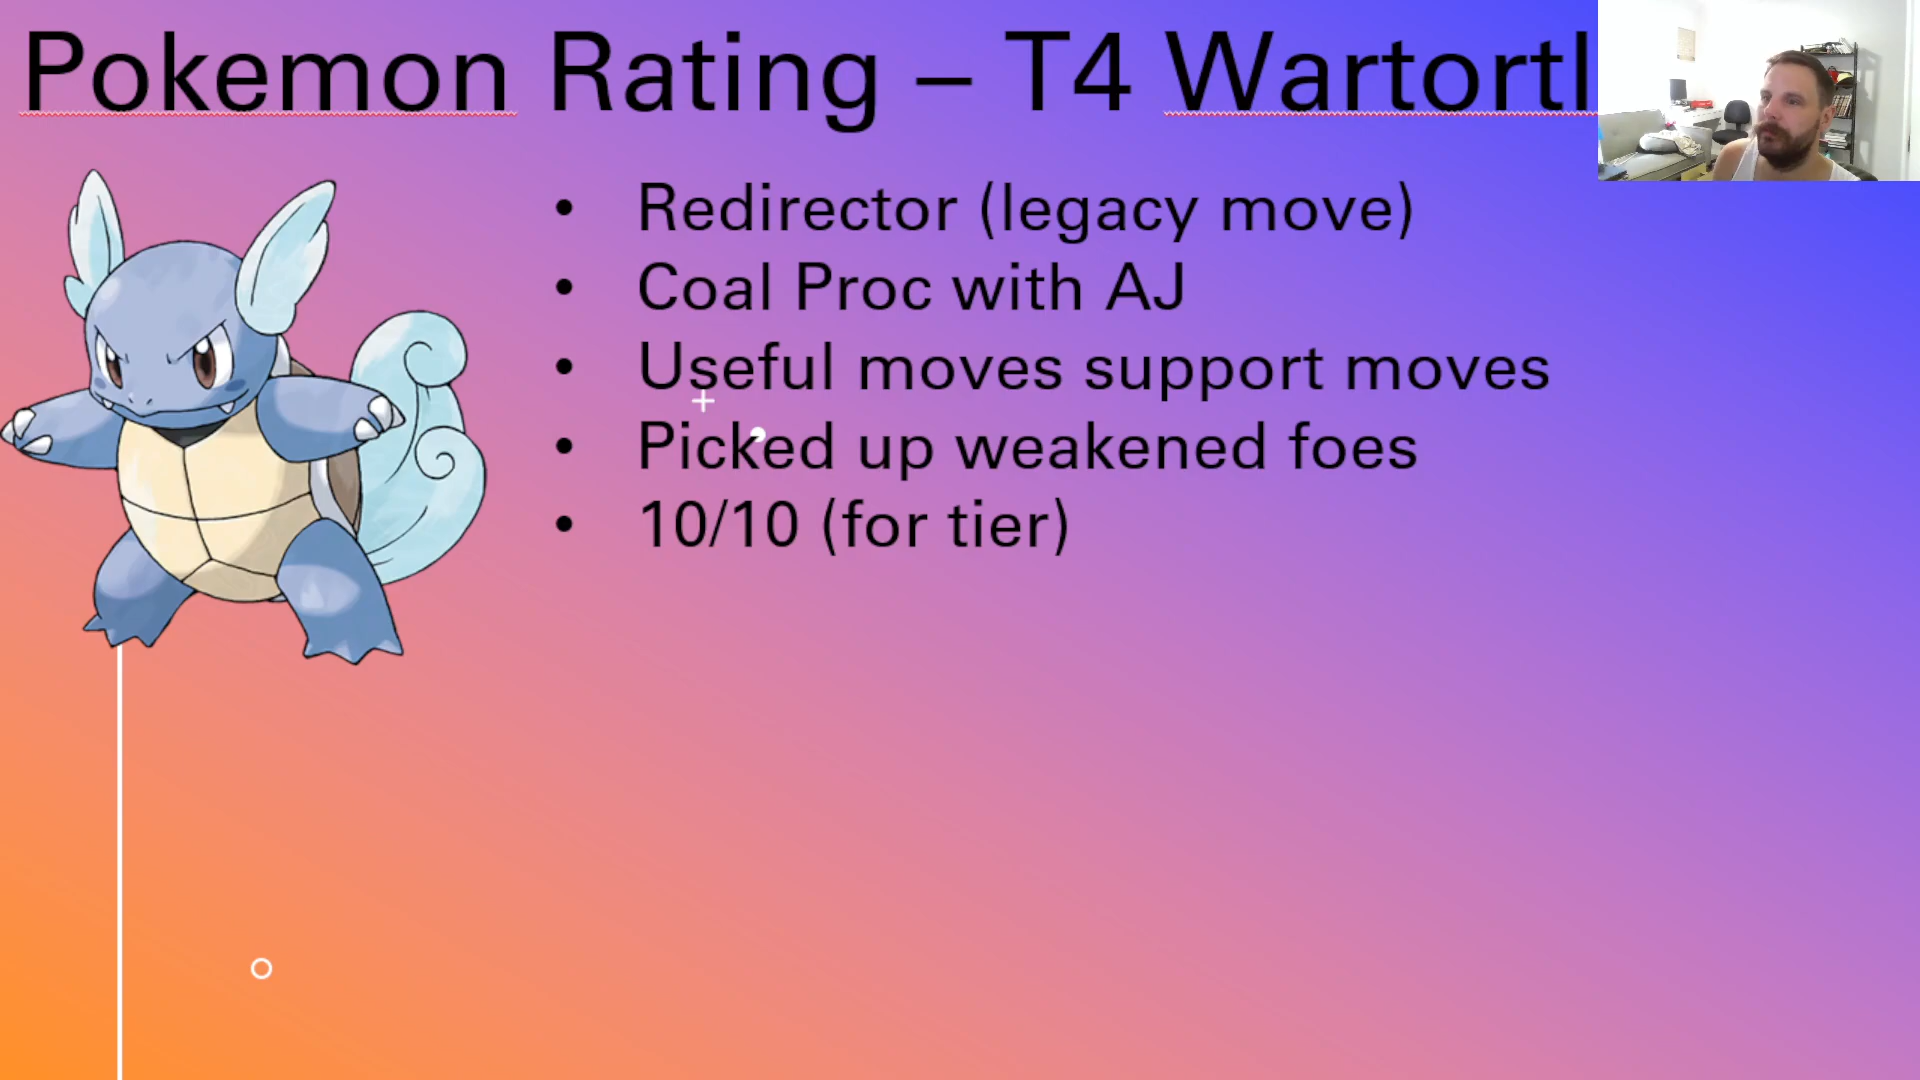 Pokemon Rating – T4 Wartortl
• Redirector (legacy move)
• Coal Proc with AJ
• Useful moves support moves
• Picked up weakened foes
• 10/10 (for tier)